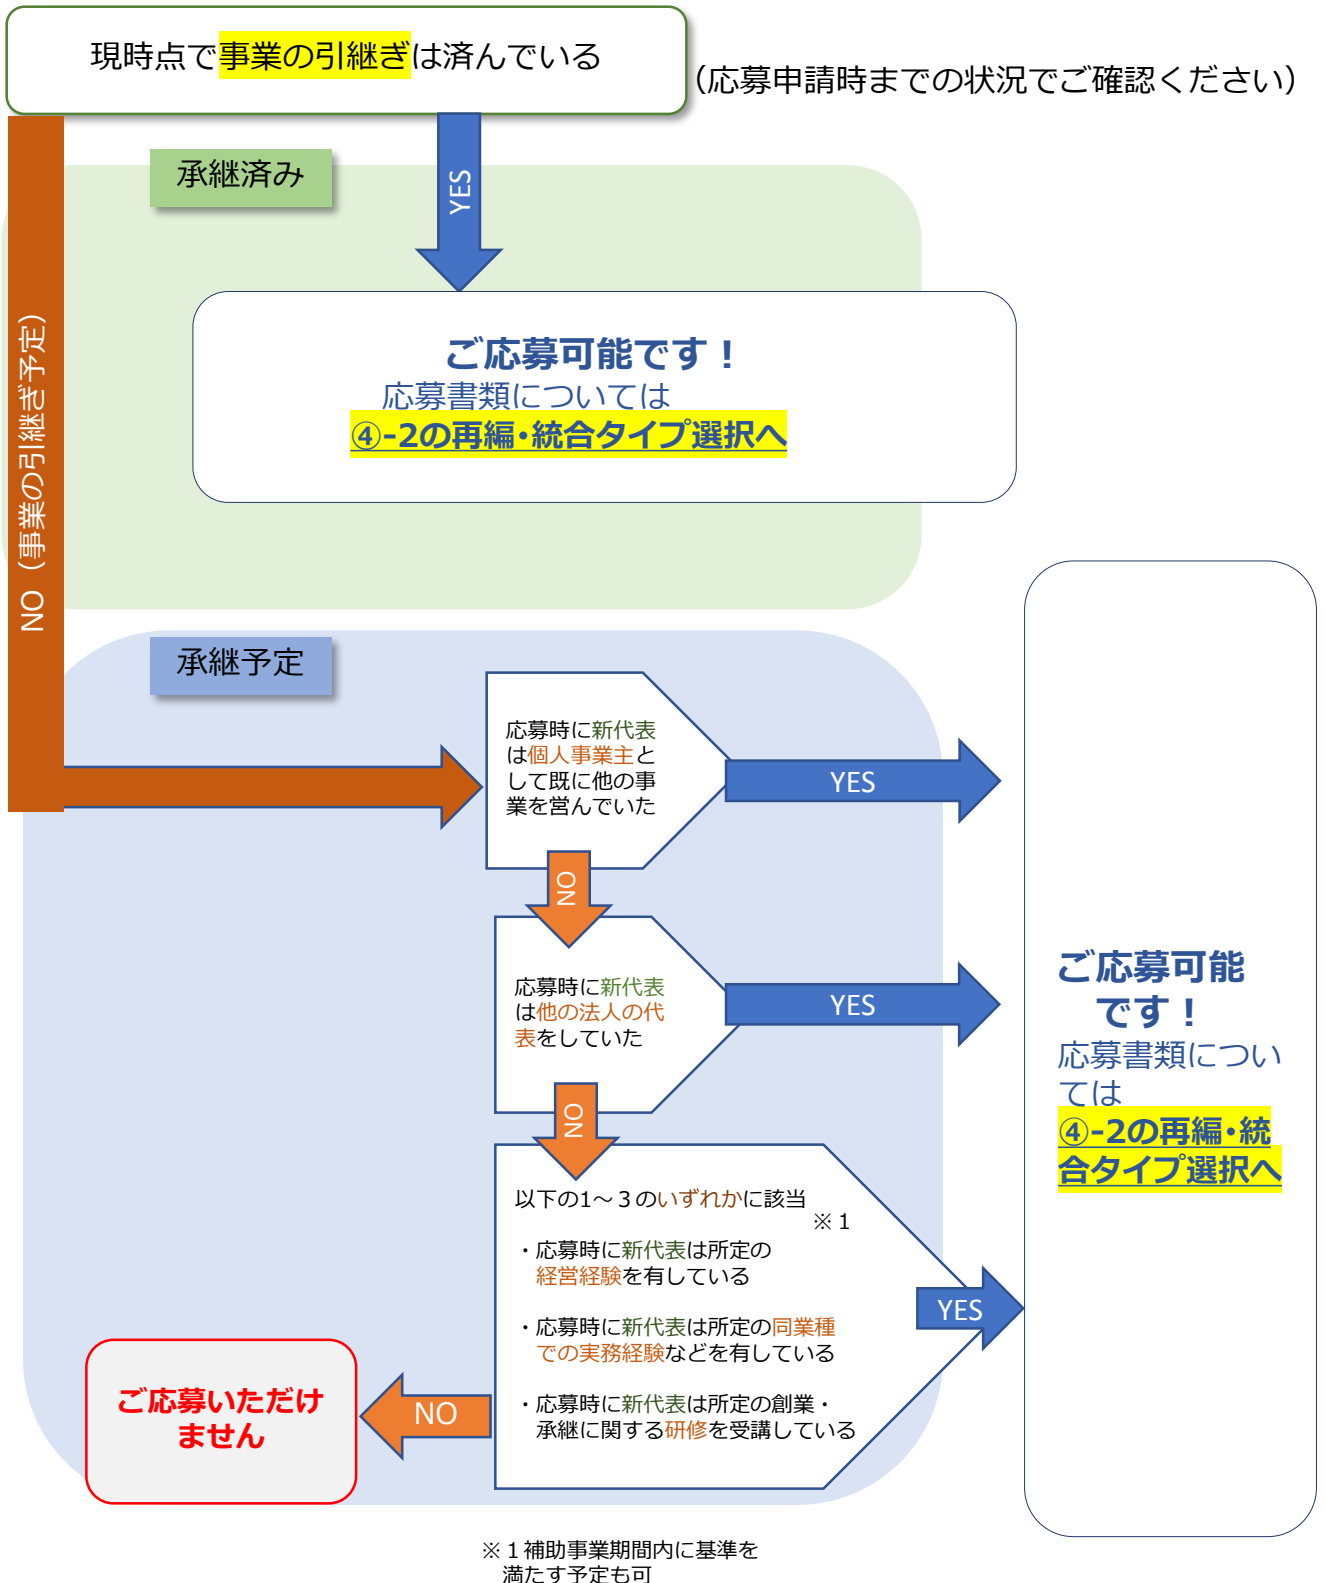 現時点で事業の引継ぎは済んでいる
（応募申請時までの状況でご確認ください）
YES
承継済み
ご応募可能です！
応募書類については
④-2の再編・統合タイプ選択へ
NO（事業の引継ぎ予定）
承継予定
応募時に新代表
は個人事業主と
して既に他の事
業を営んでいた
YES
NO
応募時に新代表
は他の法人の代
表をしていた
YES
NO
以下の1～３のいずれかに該当
※１
・応募時に新代表は所定の
経営経験を有している
・応募時に新代表は所定の同業種
での実務経験などを有している
・応募時に新代表は所定の創業・
承継に関する研修を受講している
YES
NO
ご応募いただけ
ません
ご応募可能
です！
応募書類につい
ては
④-2の再編・統
合タイプ選択へ
※１補助事業期間内に基準を
満たす予定も可